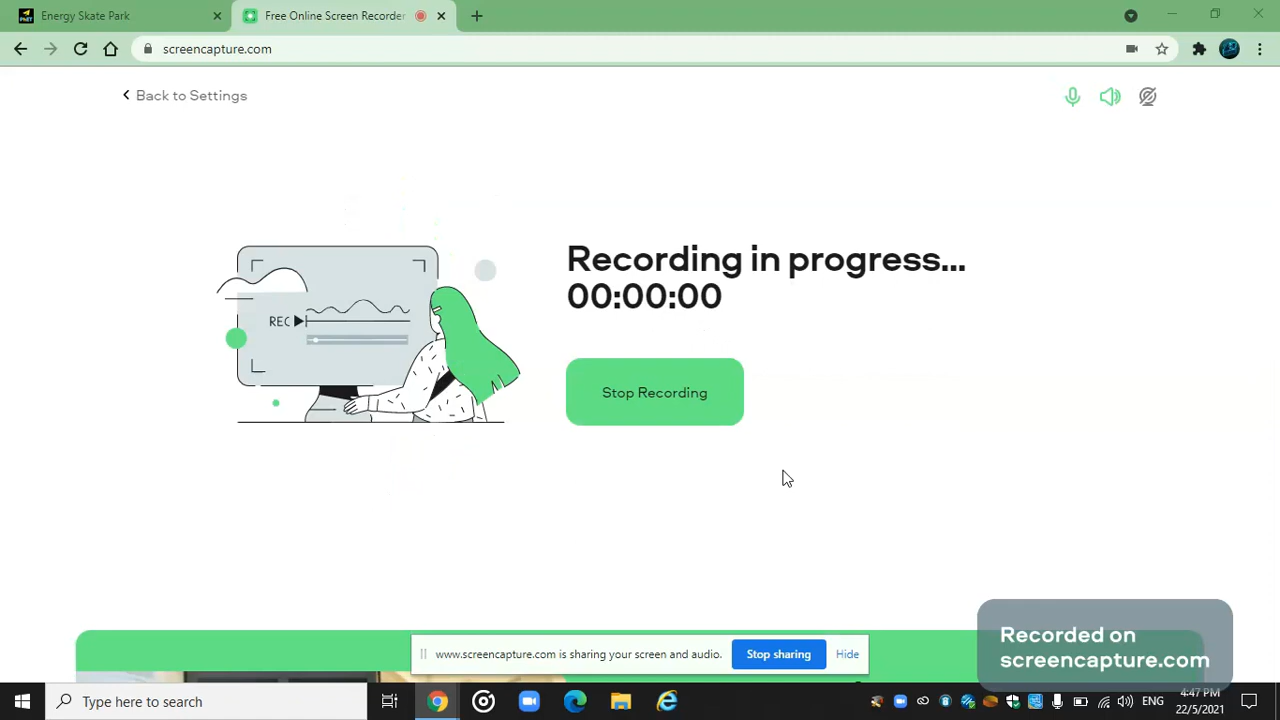 Energy Skate Park
Free Online Screen Recorder
screencapture.com
Back to Settings
Recording in progress...
00:00:00
REC
Stop Recording
www.screencapture.com is sharing your screen and audio.
Stop sharing
Hide
Recorded on
screencapture.com
Type here to search
ENG
4:47 PM
22/5/2021